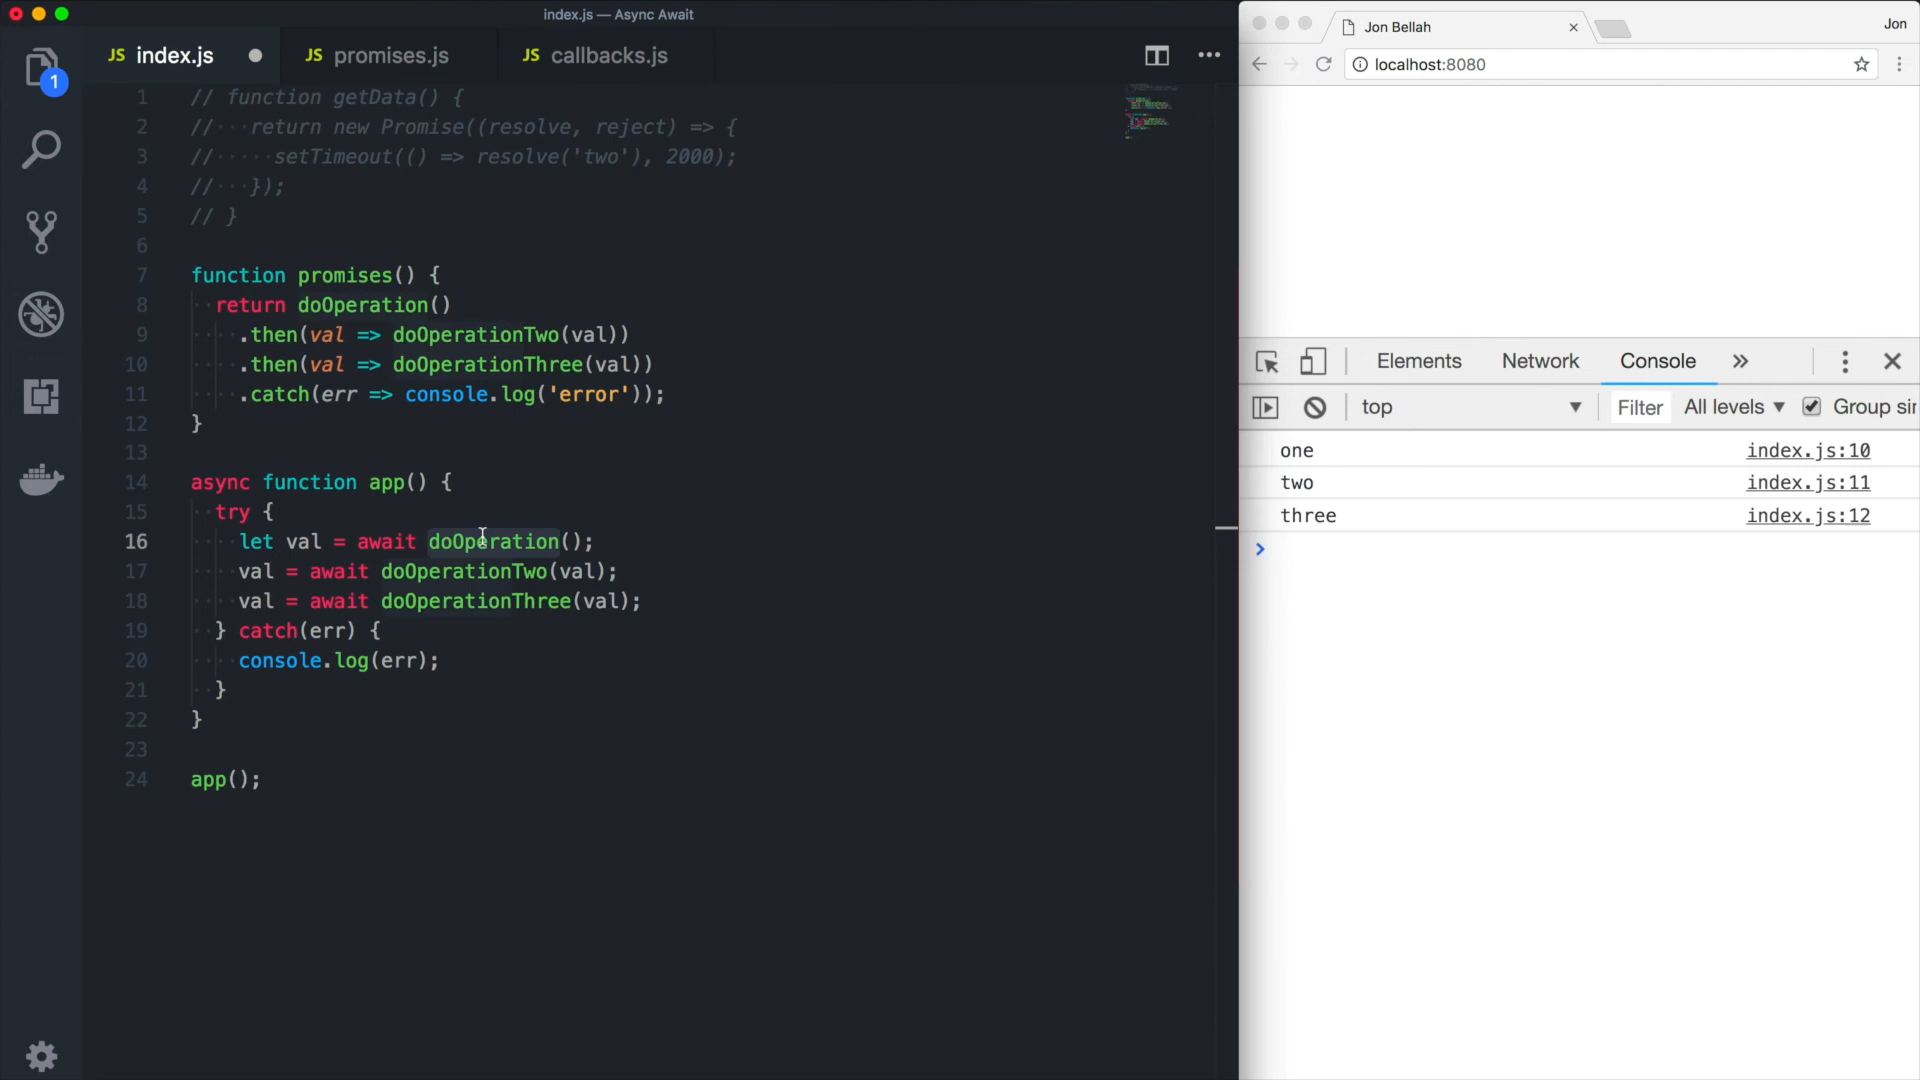 index.js — Async Await
JS index.js
JS promises.js
JS callbacks.js
1
1 // function getData() {
2 //   return new Promise((resolve, reject) => {
3 //     setTimeout(() => resolve('two'), 2000);
4 //   });
5 // }
6
7 function promises() {
8   return doOperation()
9     .then(val => doOperationTwo(val))
10     .then(val => doOperationThree(val))
11     .catch(err => console.log('error'));
12 }
13
14 async function app() {
15   try {
16     let val = await doOperation();
17     val = await doOperationTwo(val);
18     val = await doOperationThree(val);
19   } catch(err) {
20     console.log(err);
21   }
22 }
23
24 app();
Jon Bellah
Jon
localhost:8080
Elements Network Console
top Filter All levels Group sir
one index.js:10
two index.js:11
three index.js:12